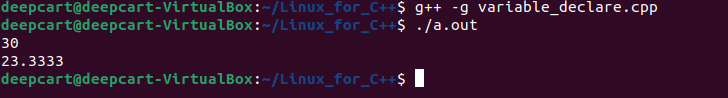 deepcart@deepcart-VirtualBox:~/Linux_for_C++$ g++ -g variable_declare.cpp
deepcart@deepcart-VirtualBox:~/Linux_for_C++$ ./a.out
30
23.3333
deepcart@deepcart-VirtualBox:~/Linux_for_C++$